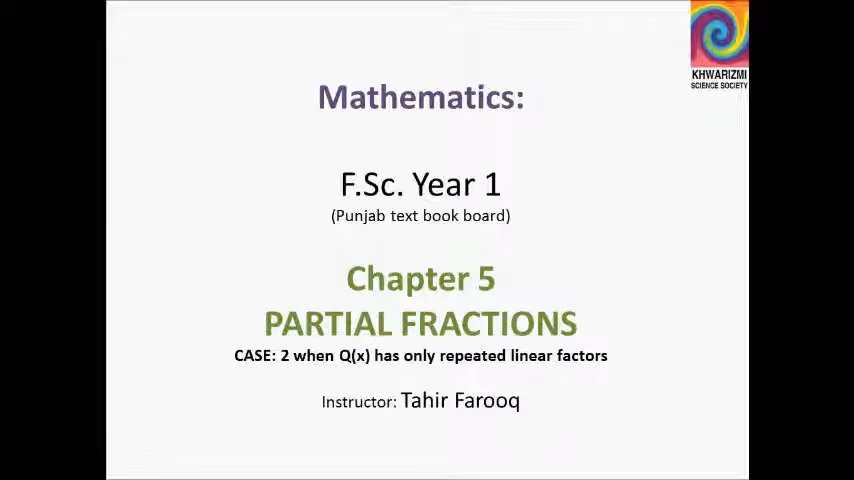 KHWARIZMI
SCIENCE SOCIETY
Mathematics:
F.Sc. Year 1
(Punjab text book board)
Chapter 5
PARTIAL FRACTIONS
CASE: 2 when Q(x) has only repeated linear factors
Instructor: Tahir Farooq